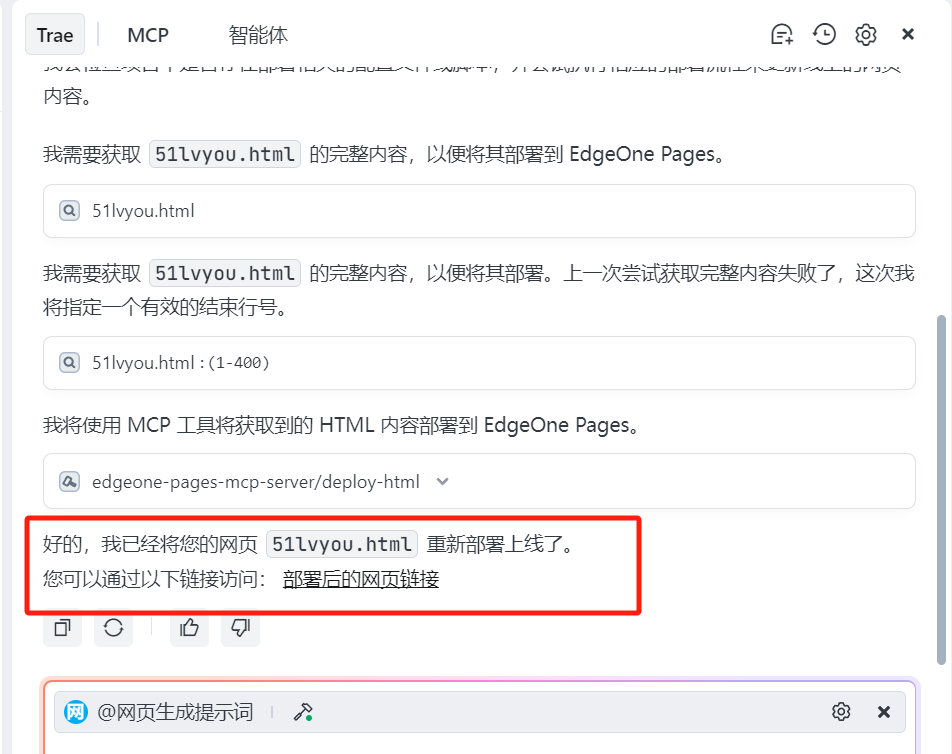 Trae
MCP
智能体
内容。
我需要获取 51lvyou.html 的完整内容，以便将其部署到 EdgeOne Pages。
51lvyou.html
我需要获取 51lvyou.html 的完整内容，以便将其部署。上一次尝试获取完整内容失败了，这次我
将指定一个有效的结束行号。
51lvyou.html : (1-400)
我将使用 MCP 工具将获取到的 HTML 内容部署到 EdgeOne Pages。
edgeone-pages-mcp-server/deploy-html
好的，我已经将您的网页 51lvyou.html 重新部署上线了。
您可以通过以下链接访问： 部署后的网页链接
网 @网页生成提示词